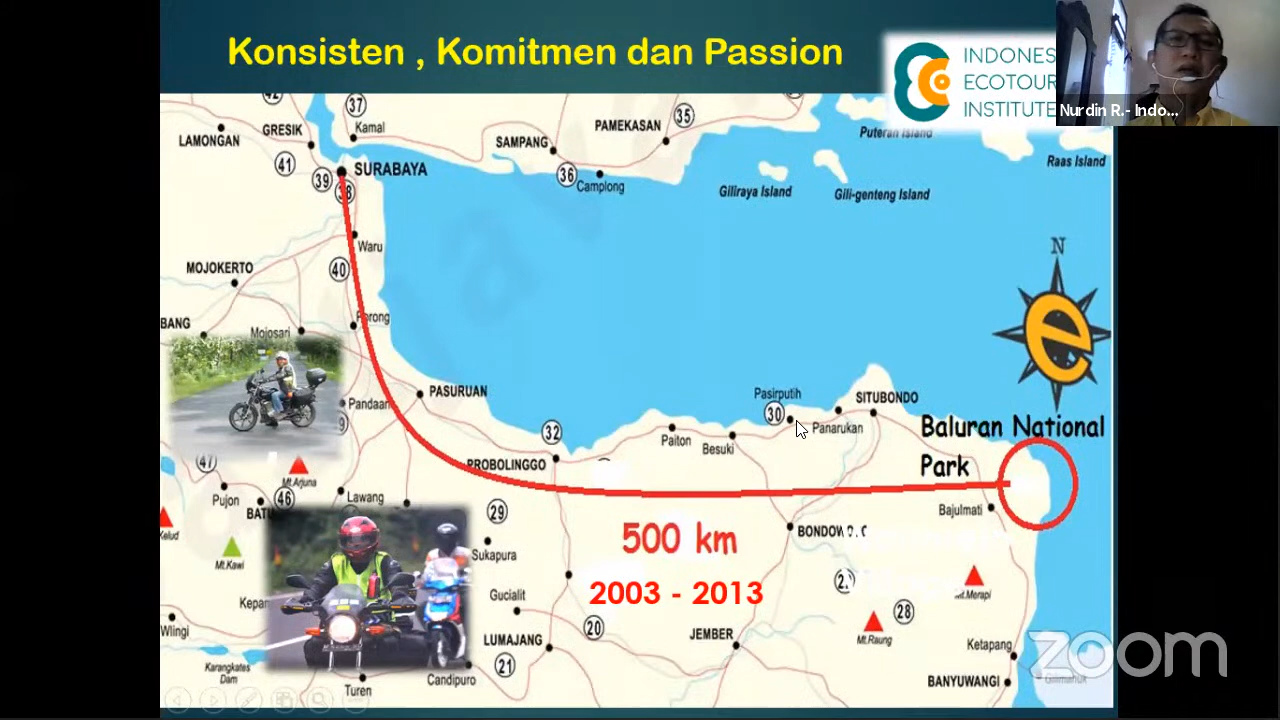 Konsisten , Komitmen dan Passion
INDONES
ECOTOUR
INSTITUTE
Nurdin R.- Indo...
37
35
Kamal
GRESIK
LAMONGAN
SAMPANG
PAMEKASAN
Puteran Island
Raas Island
41
39
38
SURABAYA
36
Camplong
Giliraya Island
Gili-genteng Island
Waru
N
MOJOKERTO
40
e
BANG
Mojosari
Porong
PASURUAN
Pandaan
Pasirputih
30
SITUBONDO
Panarukan
Baluran National
Park
32
Paiton
Besuki
47
PROBOLINGGO
Mt.Arjuna
Pujon
46
Lawang
BATU
29
Bajulmati
500 km
BONDOWO
Kelud
Mt.Kawi
Sukapura
2003 - 2013
Mt.Merapi
Gucialit
28
Wlingi
20
JEMBER
Mt.Raung
LUMAJANG
Ketapang
zoom
Karangkates
Dam
21
Turen
Candipuro
BANYUWANGI
Gilimanuk